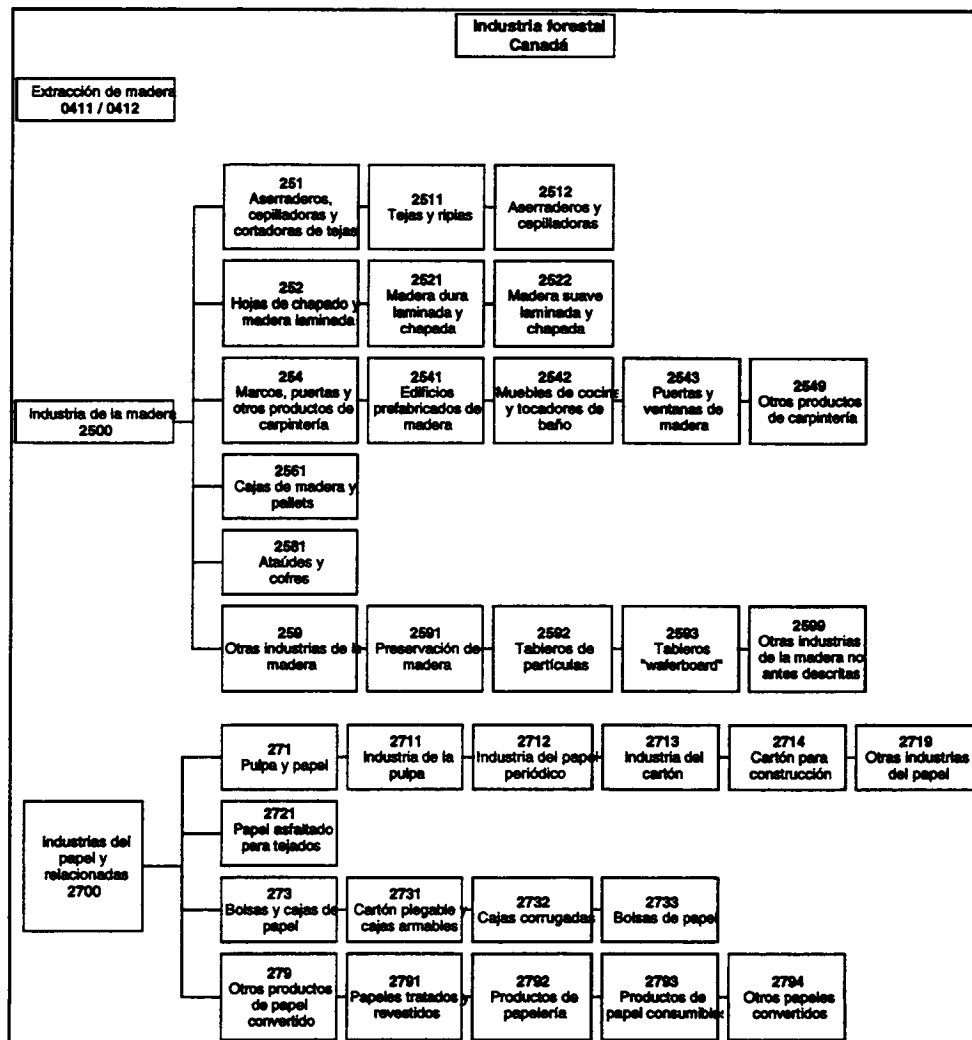 Industria forestal
Canadá
Extracción de madera
0411 / 0412
251
Aserraderos,
cepilladoras y
cortadoras de tejas
2511
Tejas y ripias
2512
Aserraderos y
cepilladoras
252
Hojas de chapado y
madera laminada
2521
Madera dura
laminada y
chapada
2522
Madera suave
laminada y
chapada
Industria de la madera
2500
254
Marcos, puertas y
otros productos de
carpintería
2541
Edificios
prefabricados de
madera
2542
Muebles de cocina
y tocadores de
baño
2543
Puertas y
ventanas de
madera
2549
Otros productos
de carpintería
2561
Cajas de madera y
pallets
2581
Ataúdes y
cofres
259
Otras industrias de la
madera
2591
Preservación de
madera
2592
Tableros de
partículas
2593
Tableros
"waferboard"
2599
Otras industrias
de la madera no
antes descritas
271
Pulpa y papel
2711
Industria de la
pulpa
2712
Industria del papel
periódico
2713
Industria del
cartón
2714
Cartón para
construcción
2719
Otras industrias
del papel
2721
Papel asfaltado
para tejados
Industrias del
papel y
relacionadas
2700
273
Bolsas y cajas de
papel
2731
Cartón plegable y
cajas armables
2732
Cajas corrugadas
2733
Bolsas de papel
279
Otros productos
de papel
convertido
2791
Papeles tratados y
revestidos
2792
Productos de
papelería
2793
Productos de
papel consumibles
2794
Otros papeles
convertidos